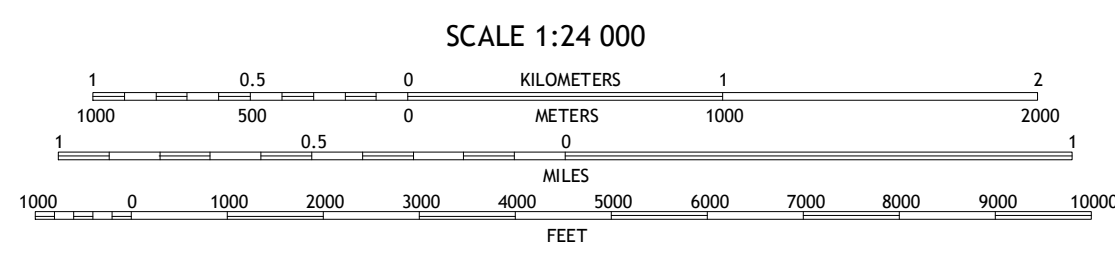 SCALE 1:24 000
1 0.5 0 KILOMETERS 1 2
1000 500 0 METERS 1000 2000
1 0.5 0 1
MILES
1000 0 1000 2000 3000 4000 5000 6000 7000 8000 9000 10000
FEET